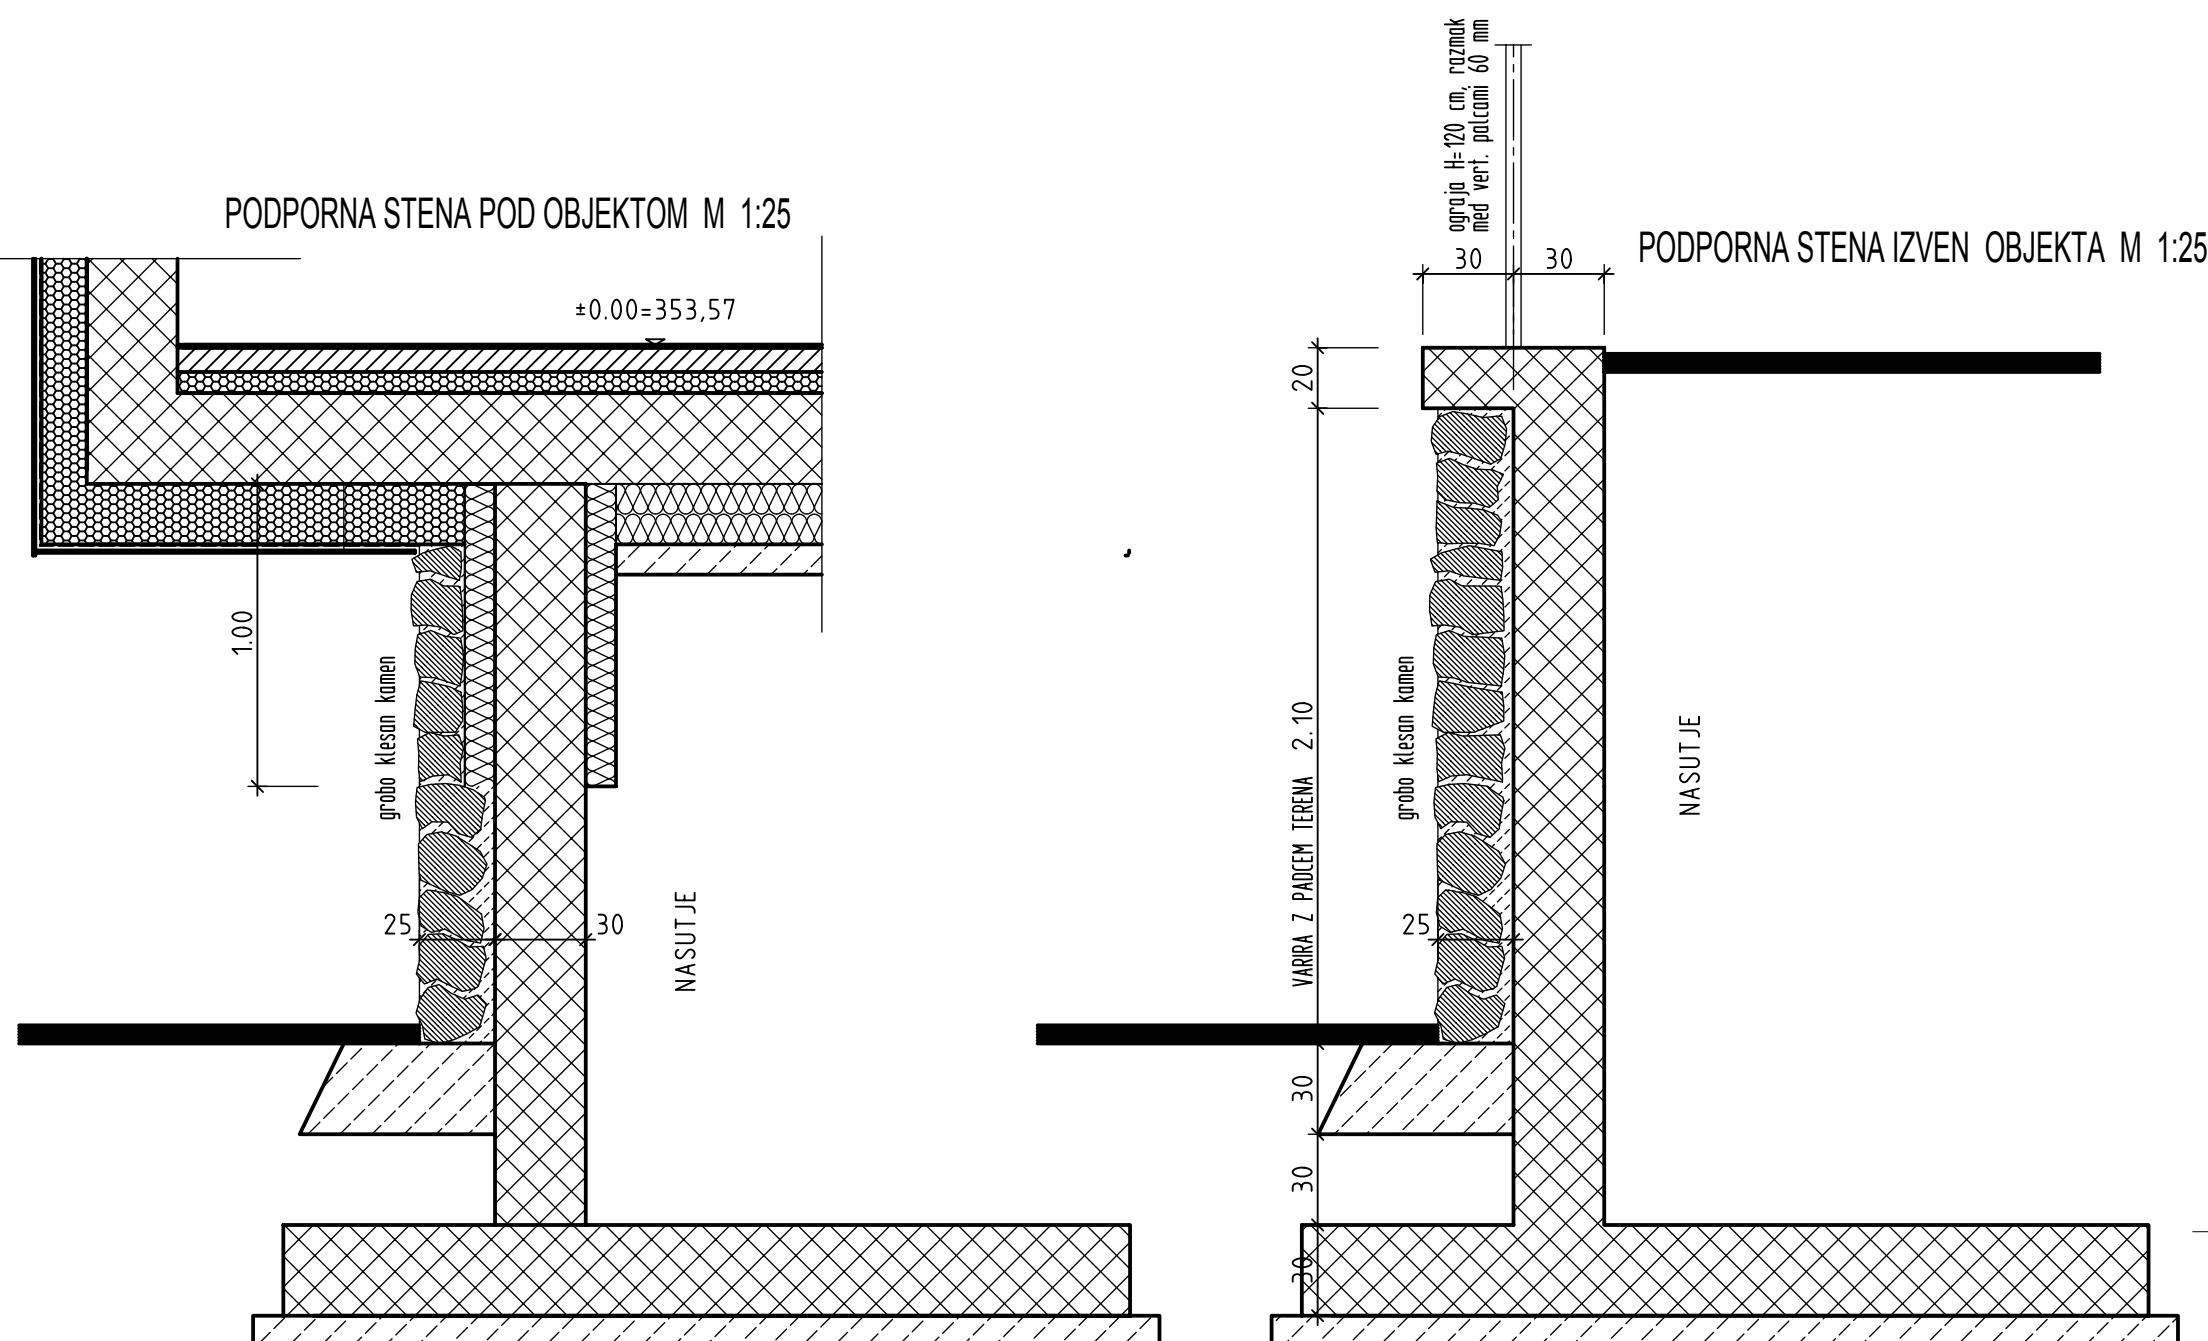 PODPORNA STENA POD OBJEKTOM M 1:25
±0.00=353,57
1.00
grobo klesan kamen
25
30
NASUTJE
ograja H=120 cm, razmak
med vert. palcami 60 mm
PODPORNA STENA IZVEN OBJEKTA M 1:25
30
30
20
VARIRA Z PADCEM TERENA 2.10
grobo klesan kamen
NASUTJE
25
30
30
30